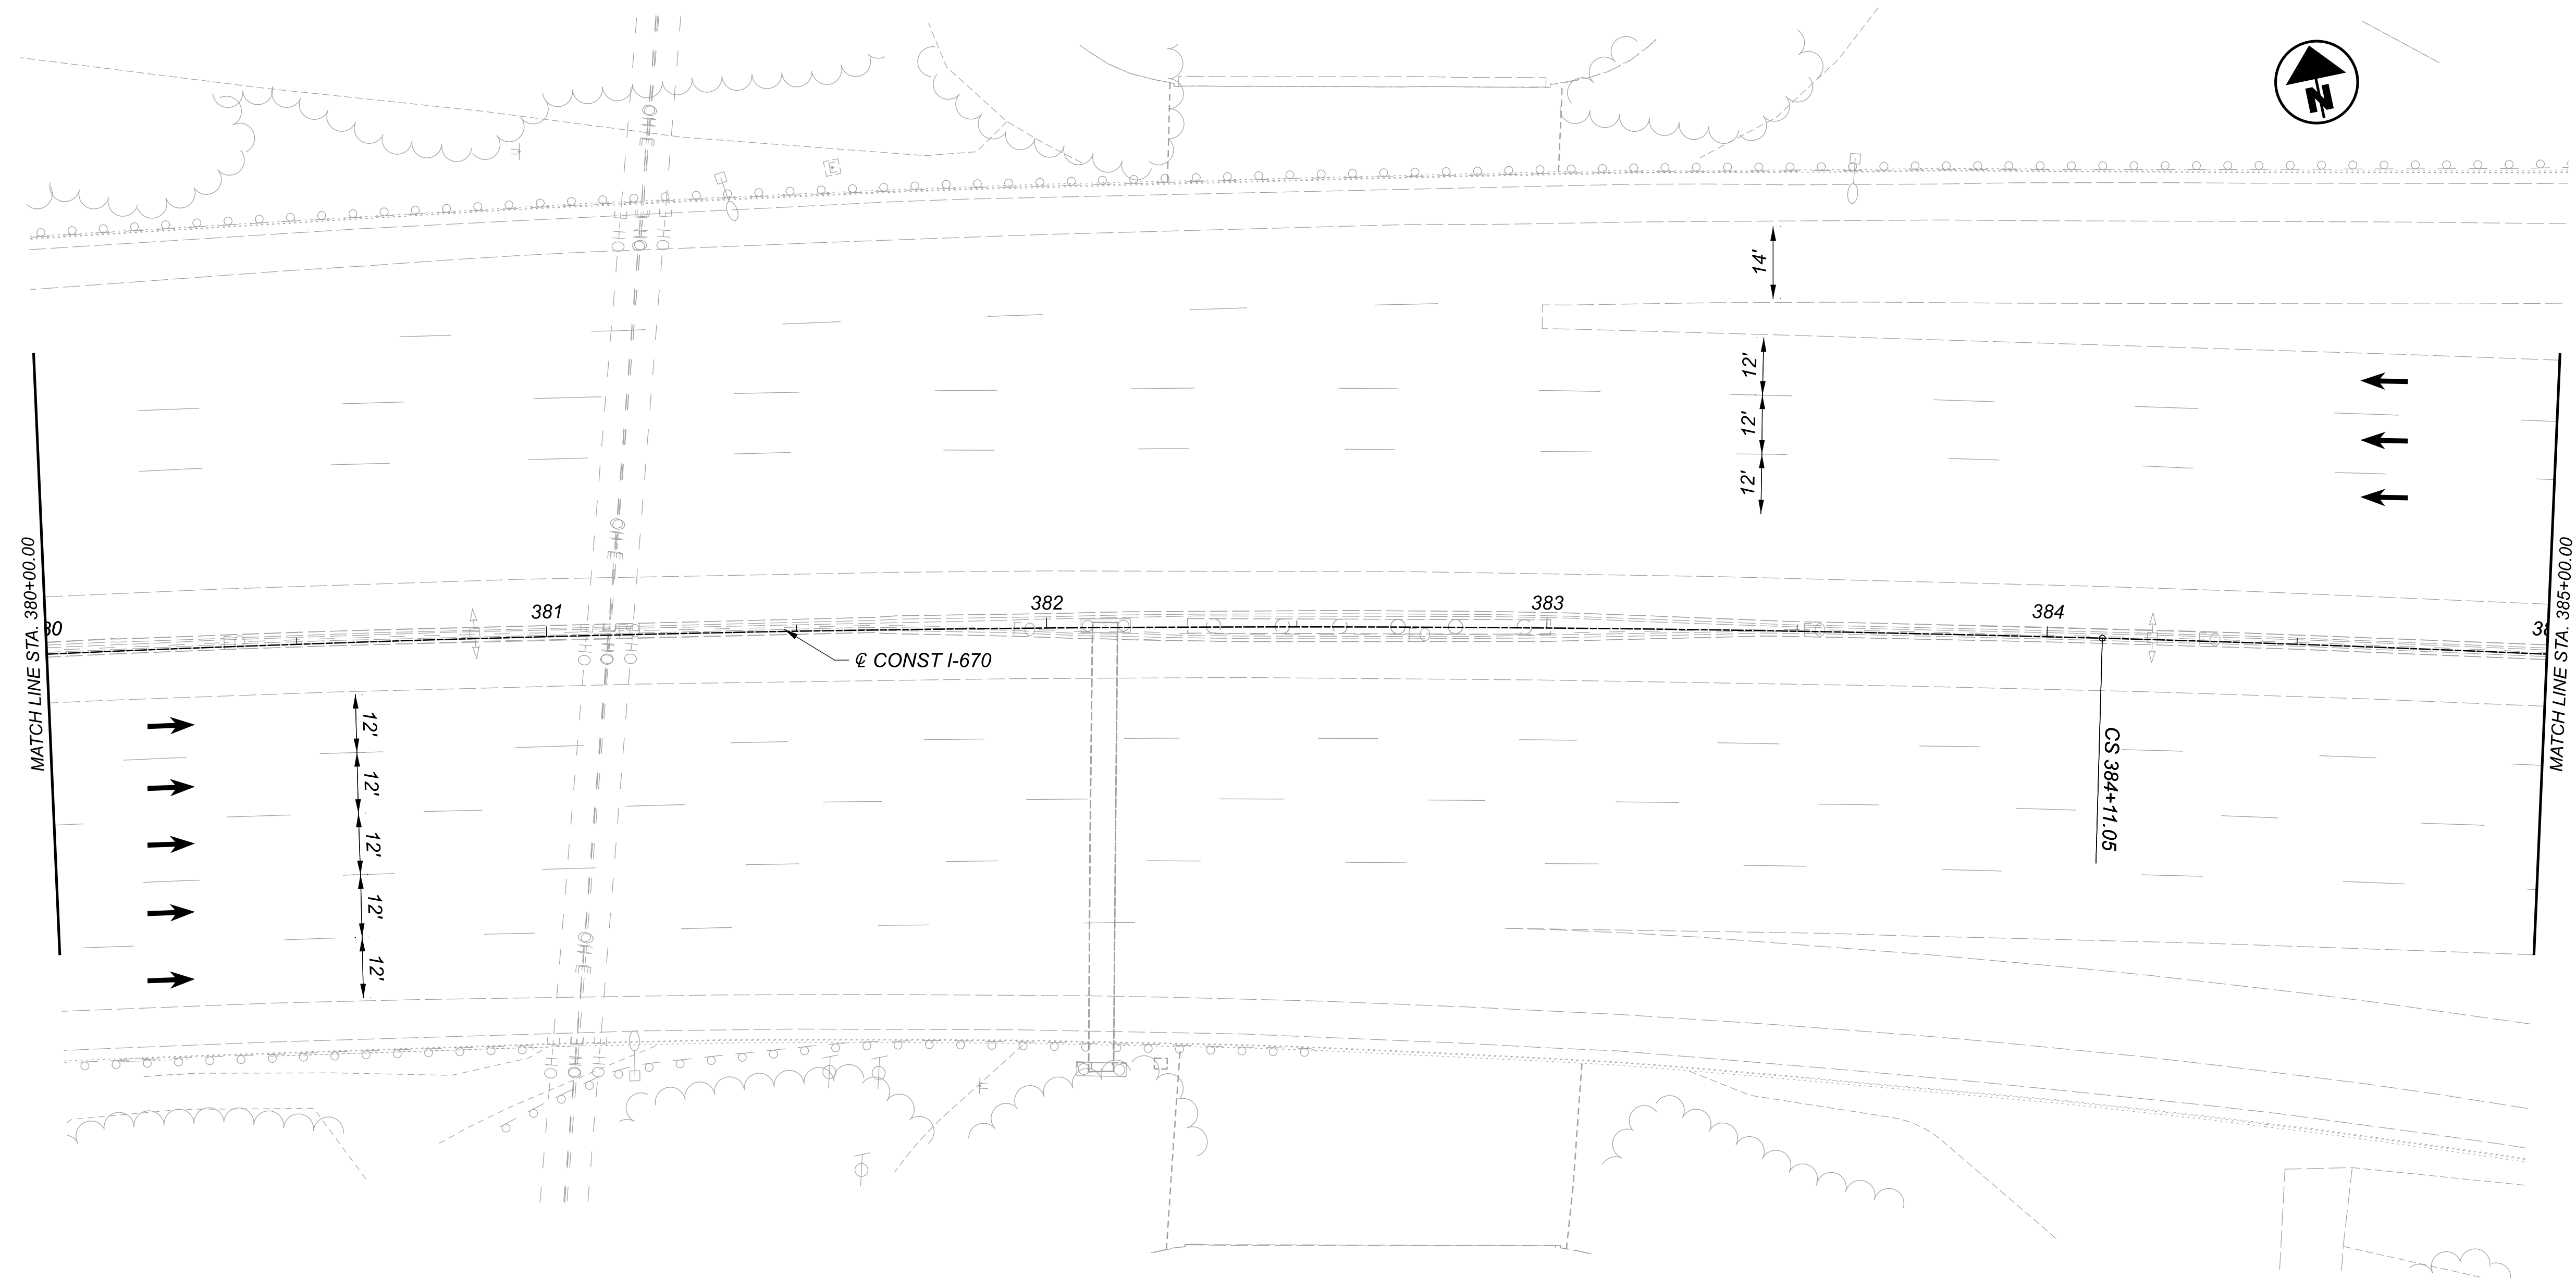 N
14'
12'
12'
12'
MATCH LINE STA. 380+00.00
80
381
382
383
384
38
MATCH LINE STA. 385+00.00
℄ CONST I-670
CS 384+11.05
12'
12'
12'
12'
12'
OHE
OHE
OHE